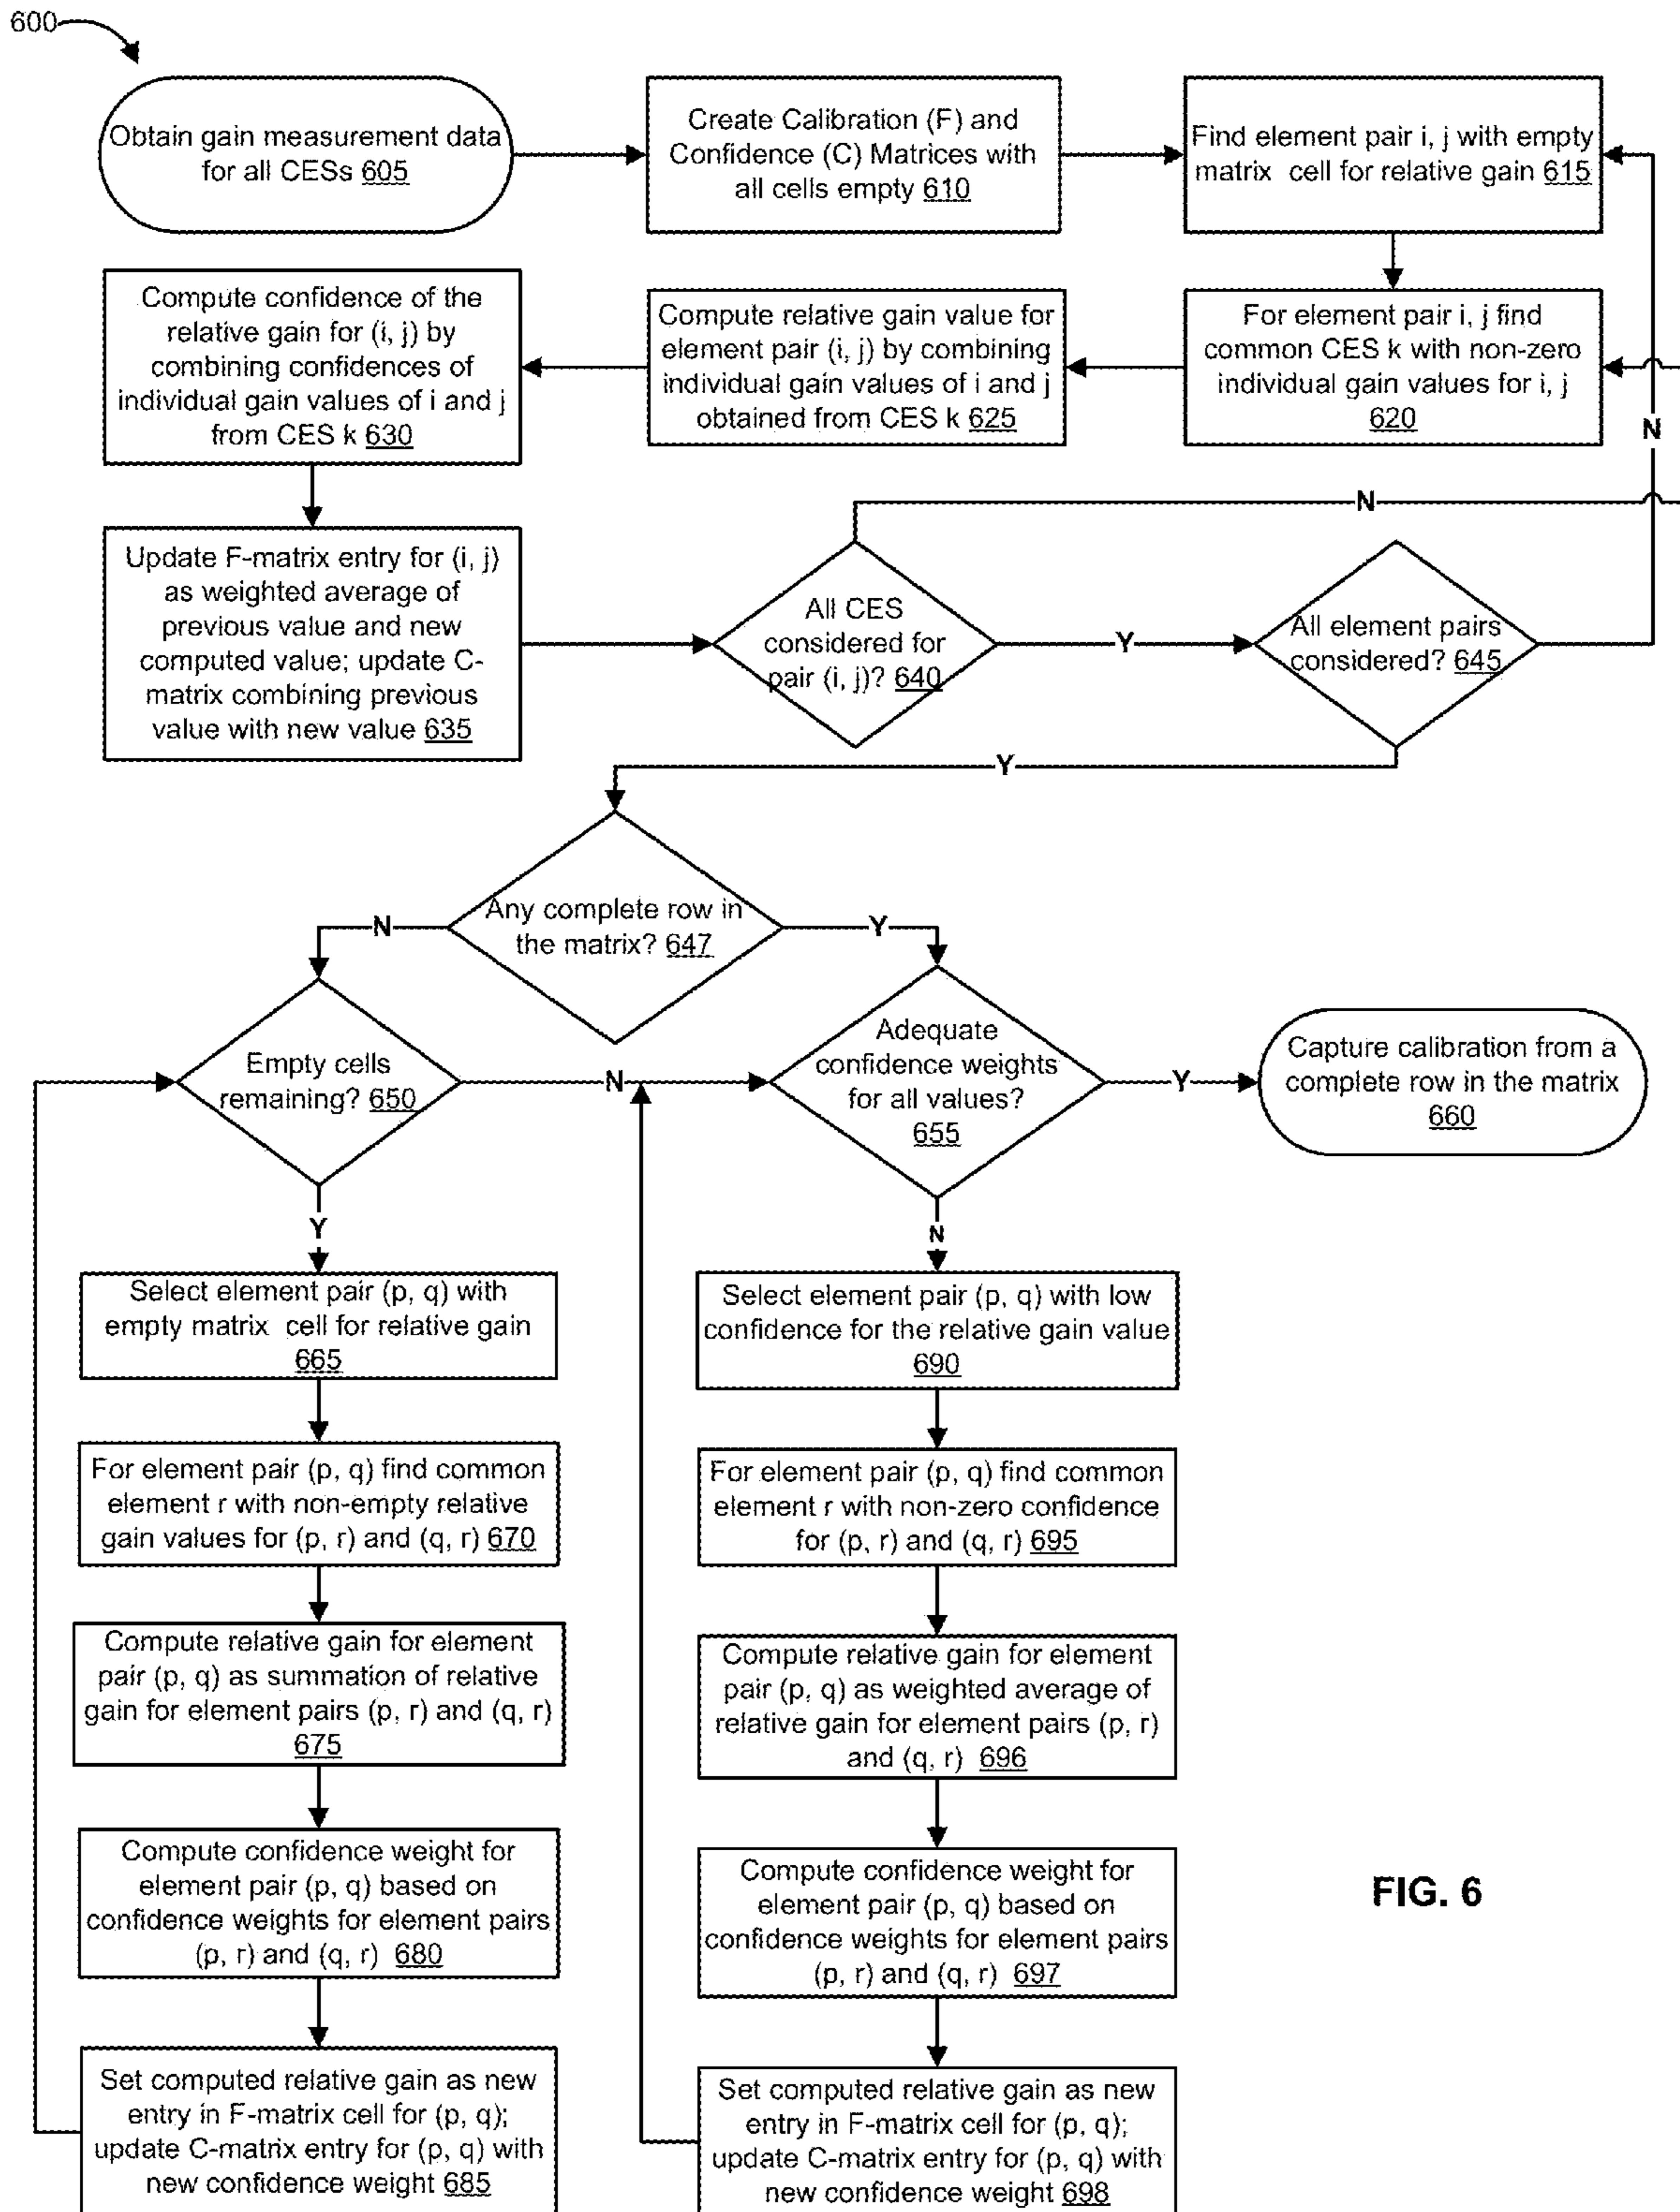 600
Obtain gain measurement data
for all CESs 605
Create Calibration (F) and
Confidence (C) Matrices with
all cells empty 610
Find element pair i, j with empty
matrix cell for relative gain 615
Compute confidence of the
relative gain for (i, j) by
combining confidences of
individual gain values of i and j
from CES k 630
Compute relative gain value for
element pair (i, j) by combining
individual gain values of i and j
obtained from CES k 625
For element pair i, j find
common CES k with non-zero
individual gain values for i, j
620
N
N
Update F-matrix entry for (i, j)
as weighted average of
previous value and new
computed value; update C-
matrix combining previous
value with new value 635
All CES
considered for
pair (i, j)? 640
Y
All element pairs
considered? 645
Y
Any complete row in
the matrix? 647
N
Y
Empty cells
remaining? 650
N
Adequate
confidence weights
for all values?
655
Y
Capture calibration from a
complete row in the matrix
660
Y
N
Select element pair (p, q) with
empty matrix cell for relative gain
665
Select element pair (p, q) with low
confidence for the relative gain value
690
For element pair (p, q) find common
element r with non-empty relative
gain values for (p, r) and (q, r) 670
For element pair (p, q) find common
element r with non-zero confidence
for (p, r) and (q, r) 695
Compute relative gain for element
pair (p, q) as summation of relative
gain for element pairs (p, r) and (q, r)
675
Compute relative gain for element
pair (p, q) as weighted average of
relative gain for element pairs (p, r)
and (q, r) 696
Compute confidence weight for
element pair (p, q) based on
confidence weights for element pairs
(p, r) and (q, r) 680
Compute confidence weight for
element pair (p, q) based on
confidence weights for element pairs
(p, r) and (q, r) 697
FIG. 6
Set computed relative gain as new
entry in F-matrix cell for (p, q);
update C-matrix entry for (p, q) with
new confidence weight 685
Set computed relative gain as new
entry in F-matrix cell for (p, q);
update C-matrix entry for (p, q) with
new confidence weight 698